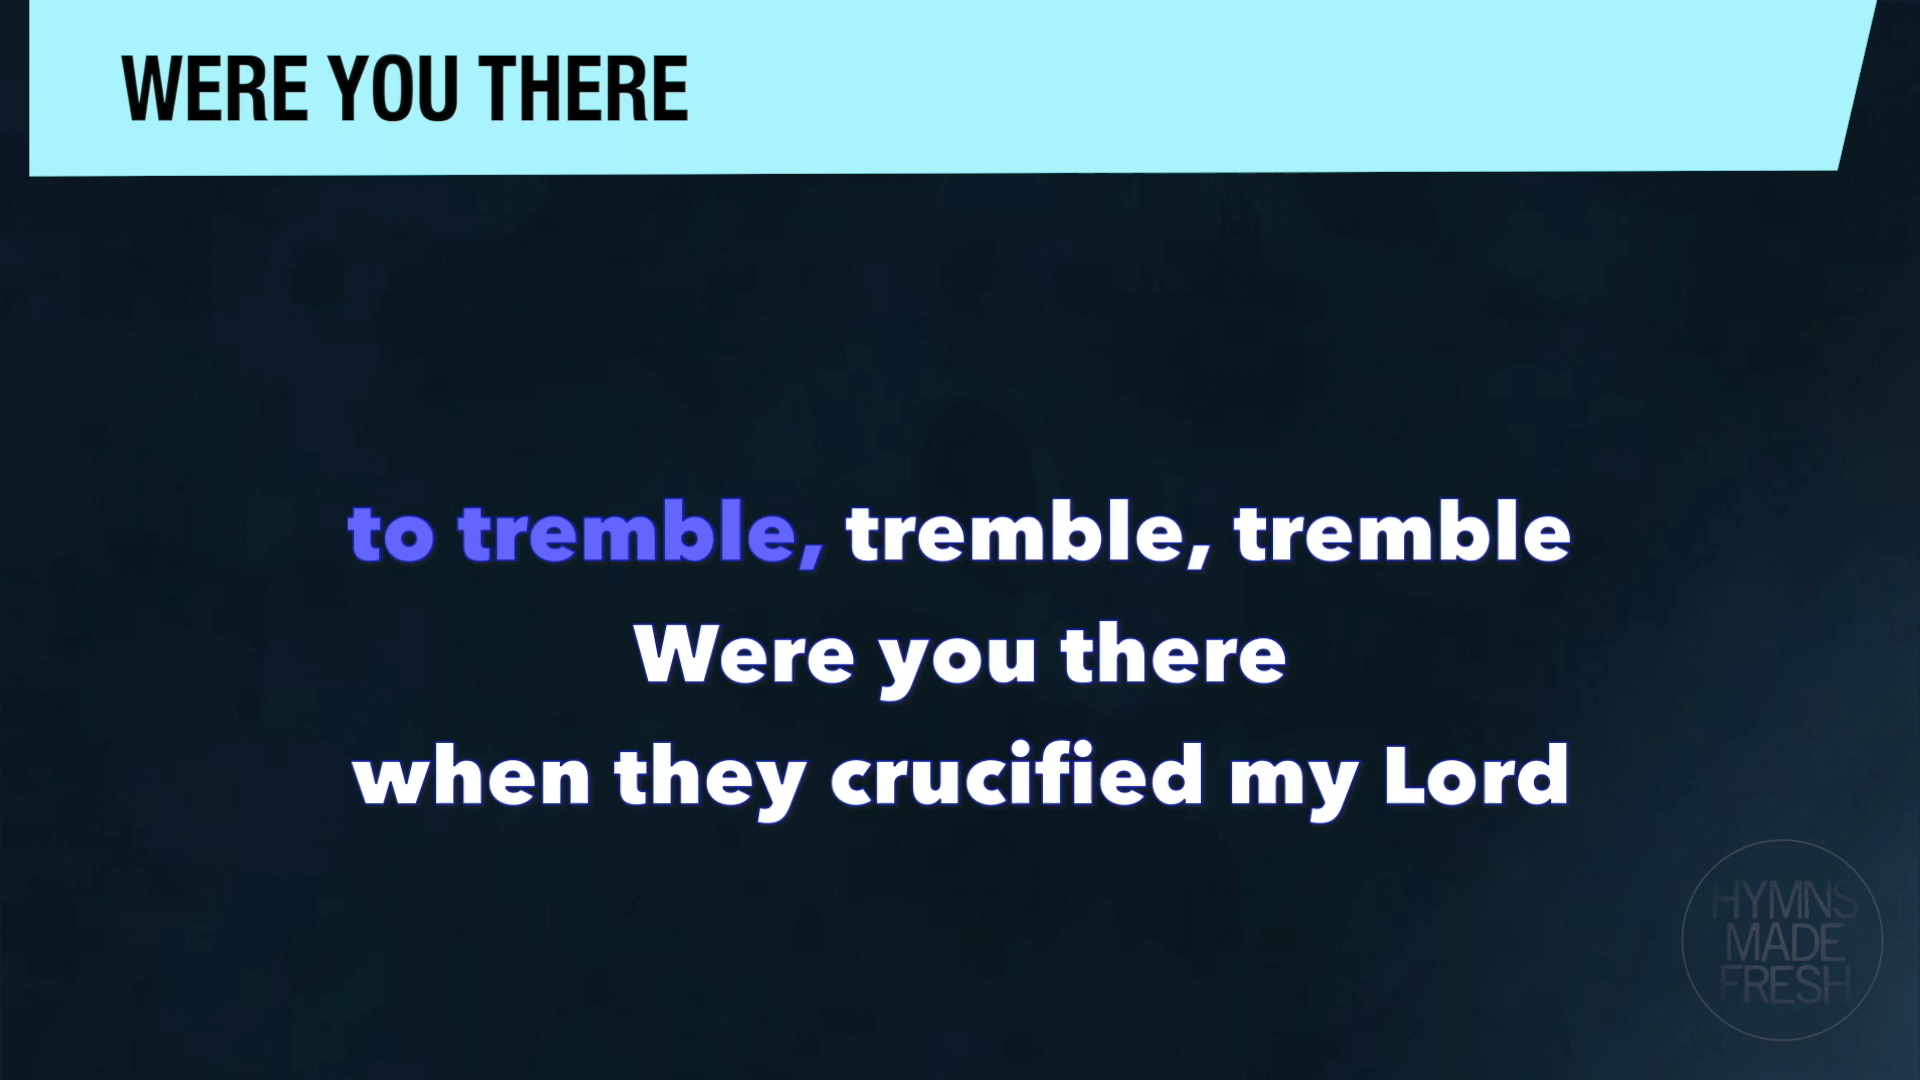 WERE YOU THERE
to tremble, tremble, tremble
Were you there
when they crucified my Lord
HYMNS
MADE
FRESH